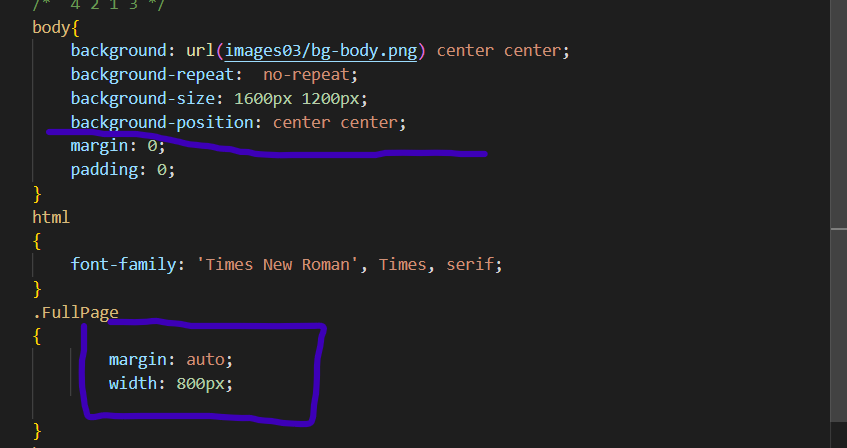 /*  4 2 1 3 */
body{
    background: url(images03/bg-body.png) center center;
    background-repeat:  no-repeat;
    background-size: 1600px 1200px;
    background-position: center center;
    margin: 0;
    padding: 0;
}
html
{
    font-family: 'Times New Roman', Times, serif;
}
.FullPage
{
        margin: auto;
        width: 800px;

}